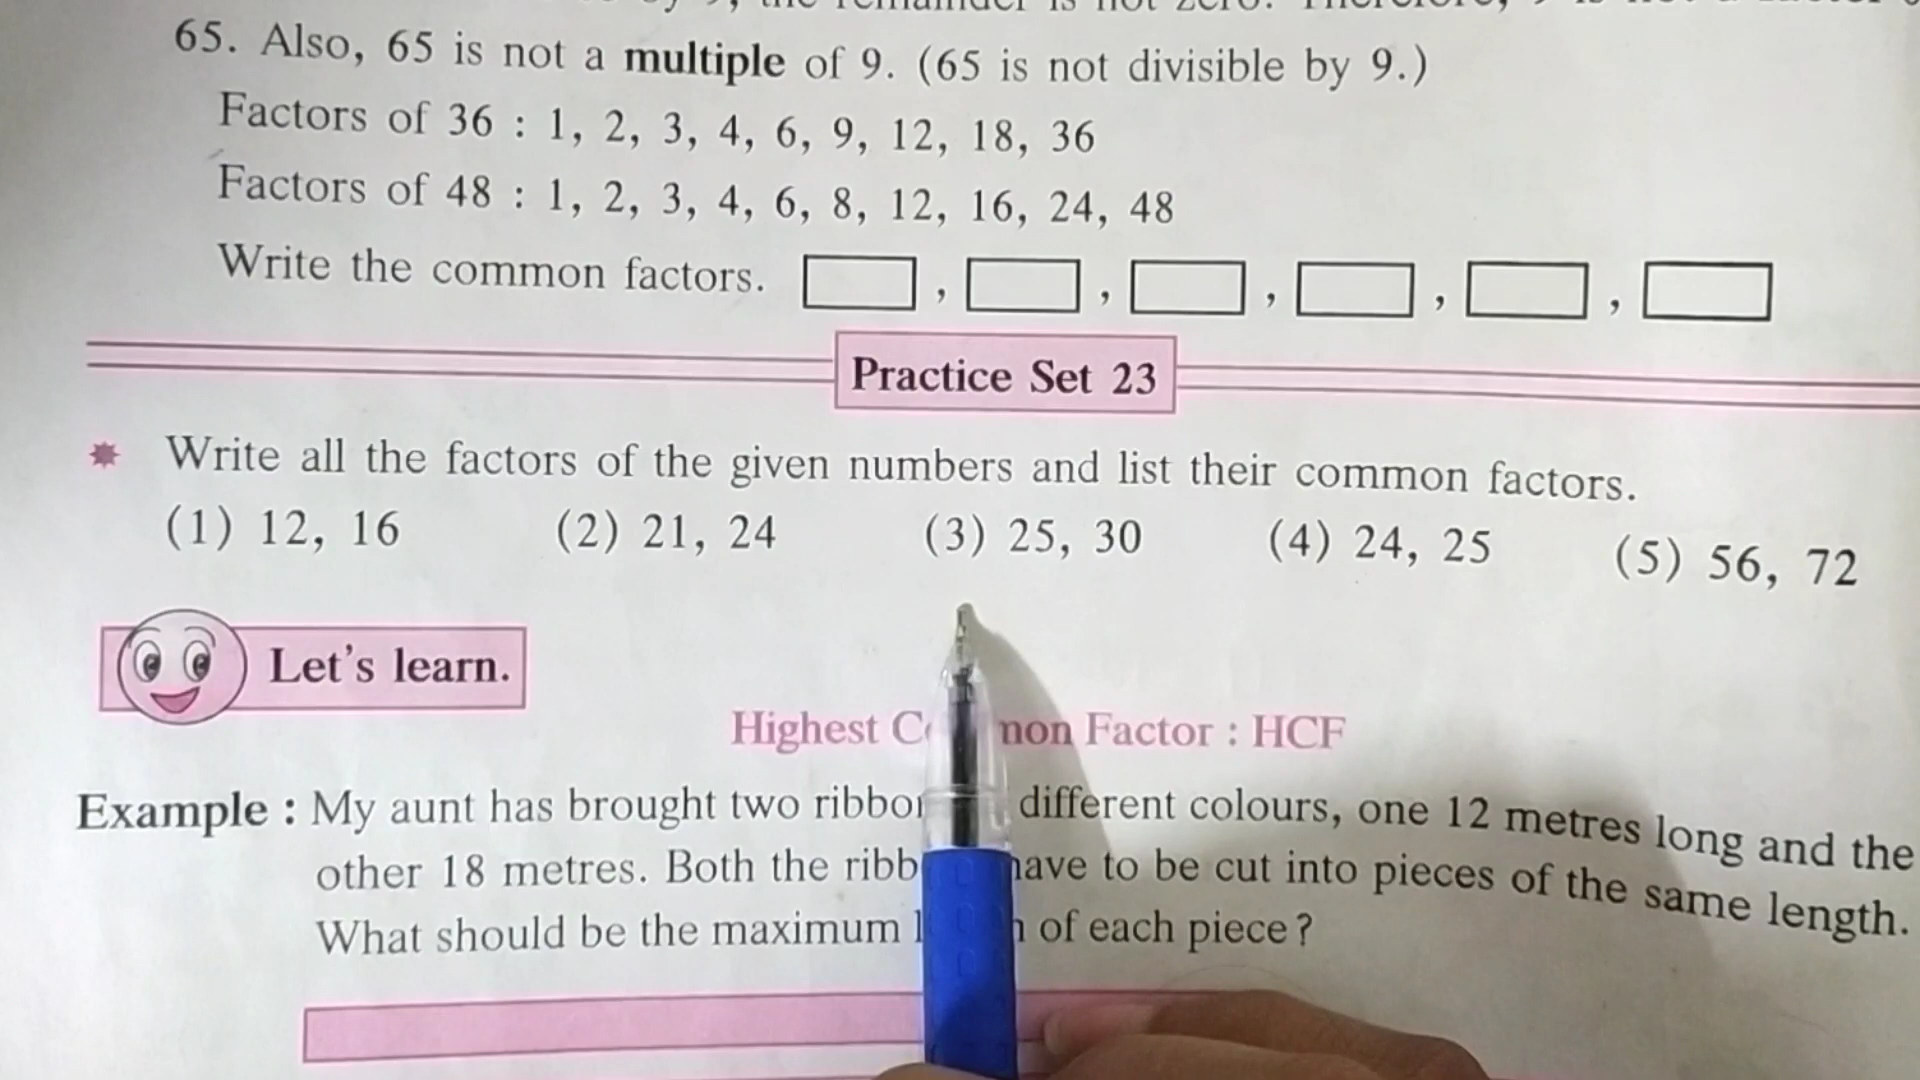 65. Also, 65 is not a multiple of 9. (65 is not divisible by 9.)
Factors of 36 : 1, 2, 3, 4, 6, 9, 12, 18, 36
Factors of 48 : 1, 2, 3, 4, 6, 8, 12, 16, 24, 48
Write the common factors. , , , , ,
Practice Set 23
Write all the factors of the given numbers and list their common factors.
(1) 12, 16 (2) 21, 24 (3) 25, 30 (4) 24, 25 (5) 56, 72
Let's learn.
Highest Factor : HCF
Example : My aunt has brought two different colours, one 12 metres long and the
other 18 metres. Both the to be cut into pieces of the same length.
What should be the maximum of each piece?